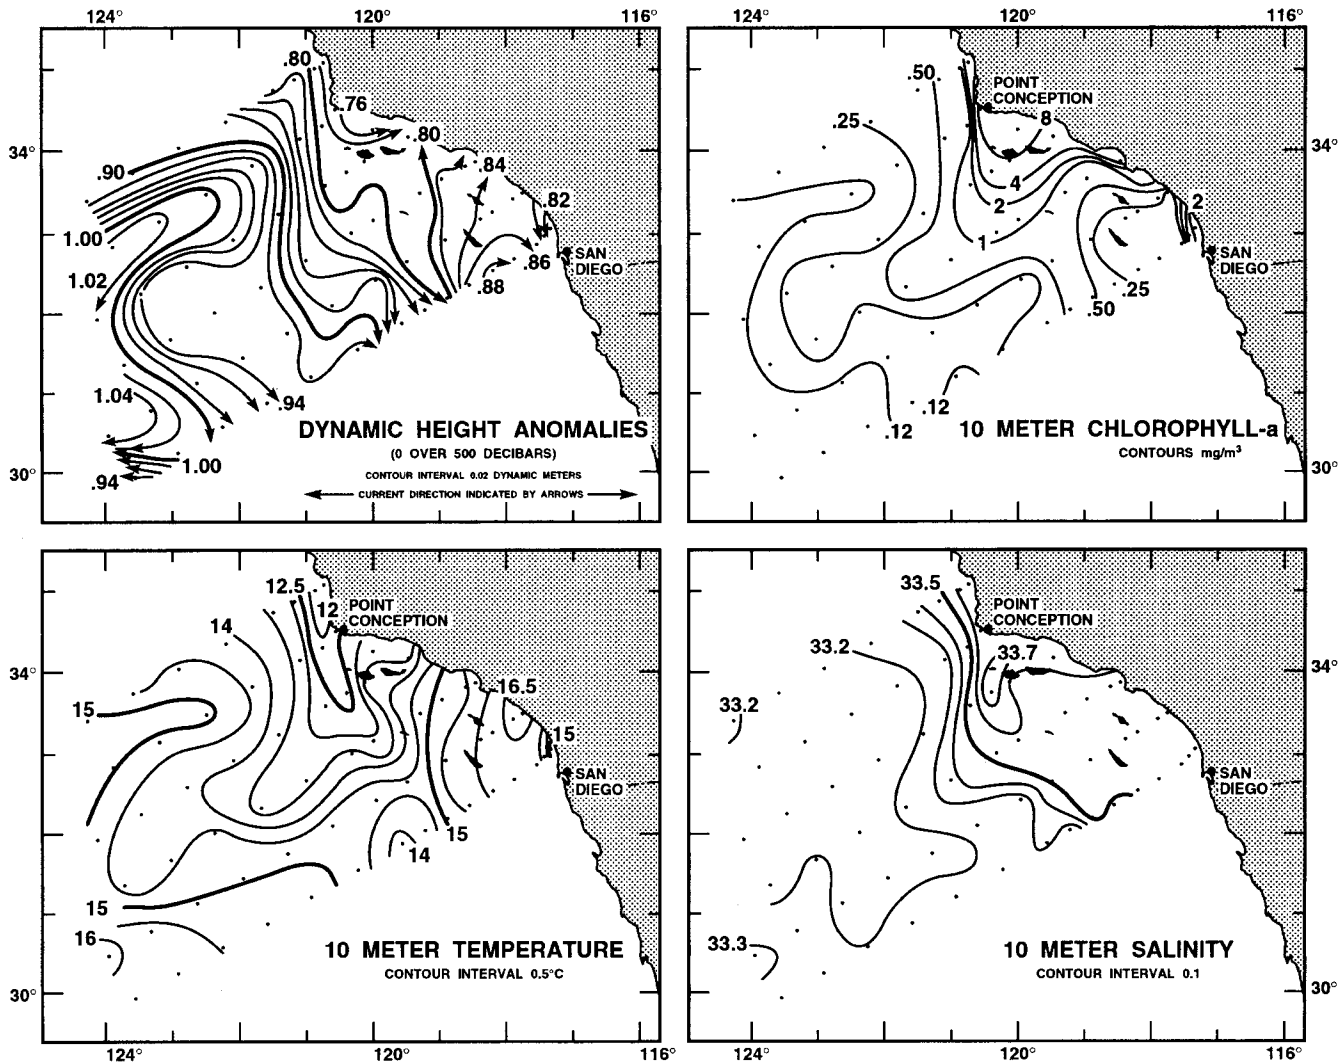 124° 120°
120° 116°
.80
.76
.80
.84
.82
.86
.88
.90
1.00
1.02
1.04
.94
1.00
.94
34°
30°
SAN
DIEGO
DYNAMIC HEIGHT ANOMALIES
(0 OVER 500 DECIBARS)
CONTOUR INTERVAL 0.02 DYNAMIC METERS
CURRENT DIRECTION INDICATED BY ARROWS
.50
.25
POINT
CONCEPTION
8
4
2
1
2
.25
.50
.12
.12
SAN
DIEGO
34°
30°
10 METER CHLOROPHYLL-a
CONTOURS mg/m³
12.5
12
POINT
CONCEPTION
14
15
16.5
15
15
14
15
16
34°
30°
SAN
DIEGO
10 METER TEMPERATURE
CONTOUR INTERVAL 0.5°C
33.5
POINT
CONCEPTION
33.7
33.2
33.2
33.3
SAN
DIEGO
34°
30°
10 METER SALINITY
CONTOUR INTERVAL 0.1
124° 120° 116°
124° 120° 116°